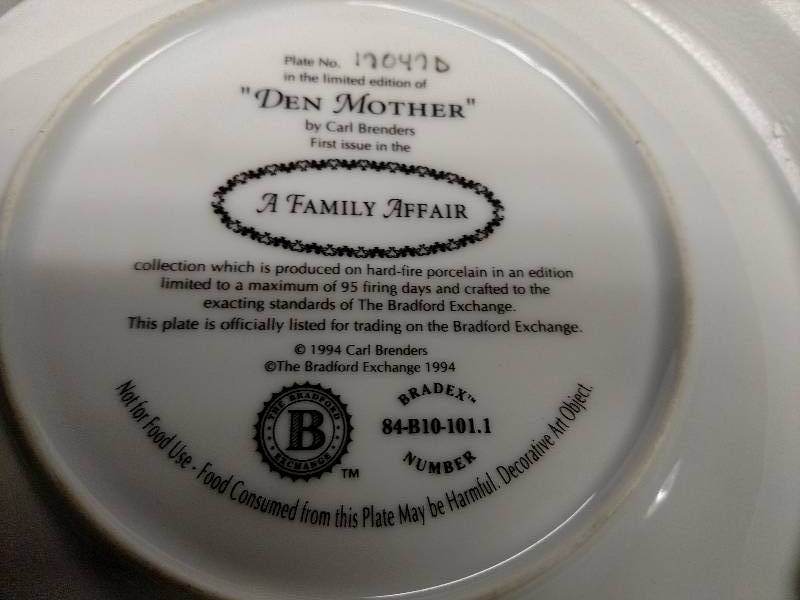 Plate No. 17047D
in the limited edition of
"DEN MOTHER"
by Carl Brenders
First issue in the
A FAMILY AFFAIR
collection which is produced on hard-fire porcelain in an edition
limited to a maximum of 95 firing days and crafted to the
exacting standards of The Bradford Exchange.
This plate is officially listed for trading on the Bradford Exchange.
© 1994 Carl Brenders
©The Bradford Exchange 1994
THE BRADFORD
B
EXCHANGE
TM
BRADEX™
84-B10-101.1
NUMBER
Not for Food Use - Food Consumed from this Plate May be Harmful. Decorative Art Object.